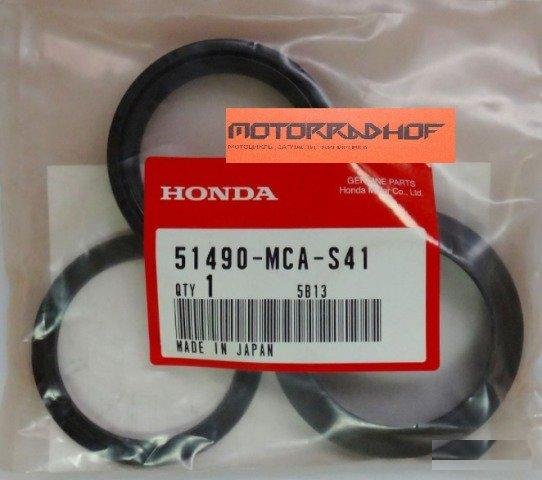 MOTORRADHOF
HONDA
GENUINE PARTS
Honda Motor Co., Ltd.
51490-MCA-S41
QTY 1 5B13
MADE IN JAPAN